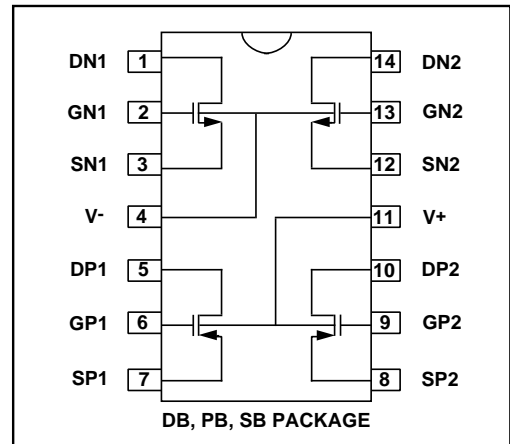 DN1 1 14 DN2
GN1 2 13 GN2
SN1 3 12 SN2
V- 4 11 V+
DP1 5 10 DP2
GP1 6 9 GP2
SP1 7 8 SP2
DB, PB, SB PACKAGE